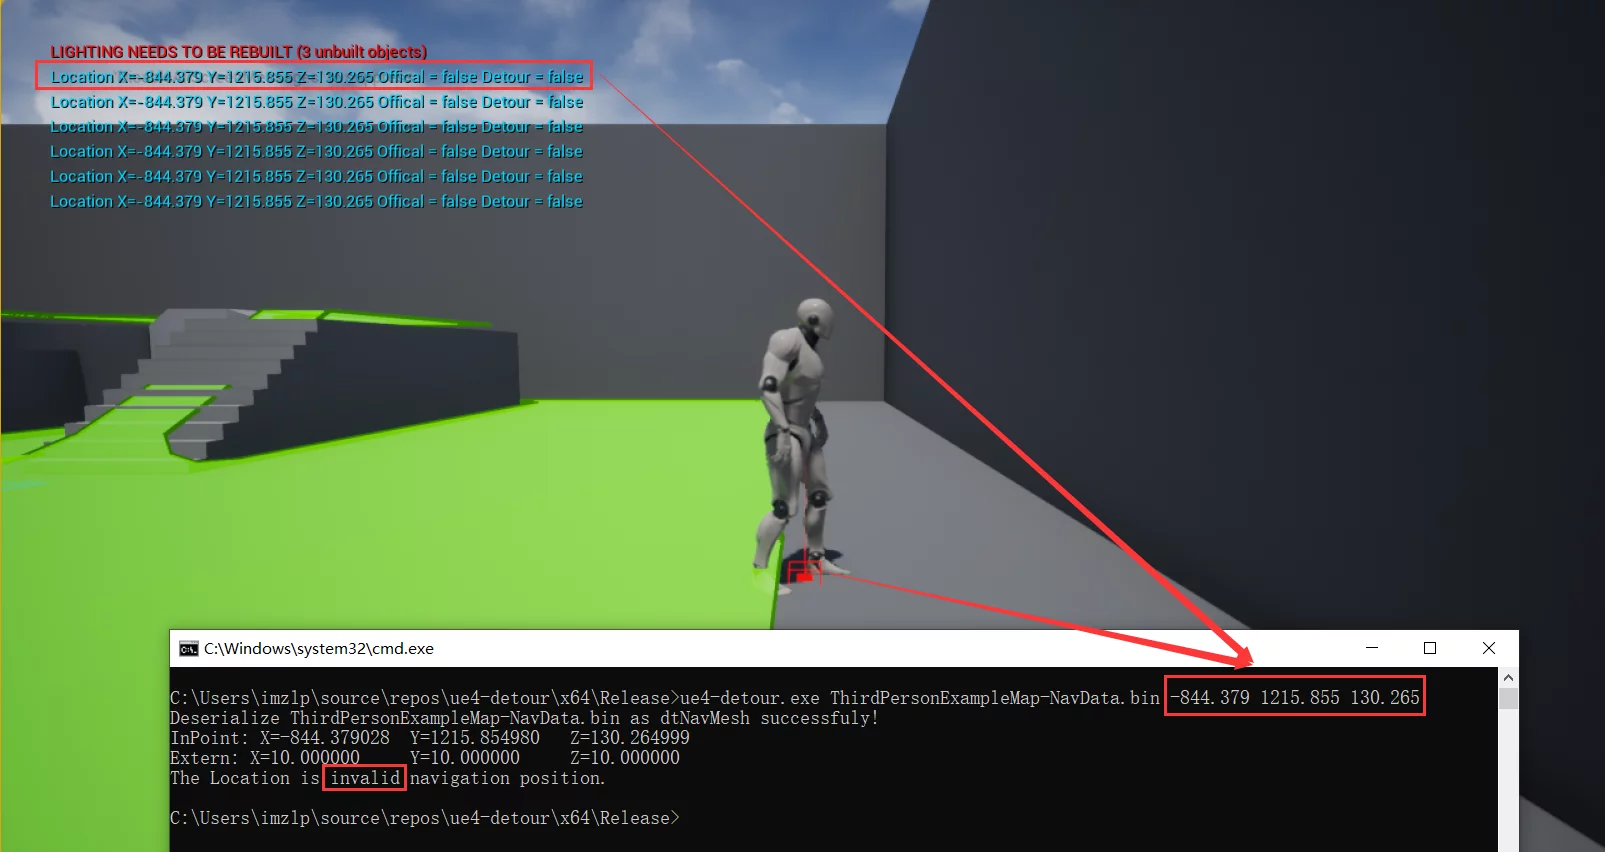 LIGHTING NEEDS TO BE REBUILT (3 unbuilt objects)
Location X=-844.379 Y=1215.855 Z=130.265 Offical = false Detour = false
Location X=-844.379 Y=1215.855 Z=130.265 Offical = false Detour = false
Location X=-844.379 Y=1215.855 Z=130.265 Offical = false Detour = false
Location X=-844.379 Y=1215.855 Z=130.265 Offical = false Detour = false
Location X=-844.379 Y=1215.855 Z=130.265 Offical = false Detour = false
Location X=-844.379 Y=1215.855 Z=130.265 Offical = false Detour = false
C:\Windows\system32\cmd.exe
C:\Users\imzlp\source\repos\ue4-detour\x64\Release>ue4-detour.exe ThirdPersonExampleMap-NavData.bin -844.379 1215.855 130.265
Deserialize ThirdPersonExampleMap-NavData.bin as dtNavMesh successfuly!
InPoint: X=-844.379028 Y=1215.854980 Z=130.264999
Extern: X=10.000000 Y=10.000000 Z=10.000000
The Location is invalid navigation position.
C:\Users\imzlp\source\repos\ue4-detour\x64\Release>